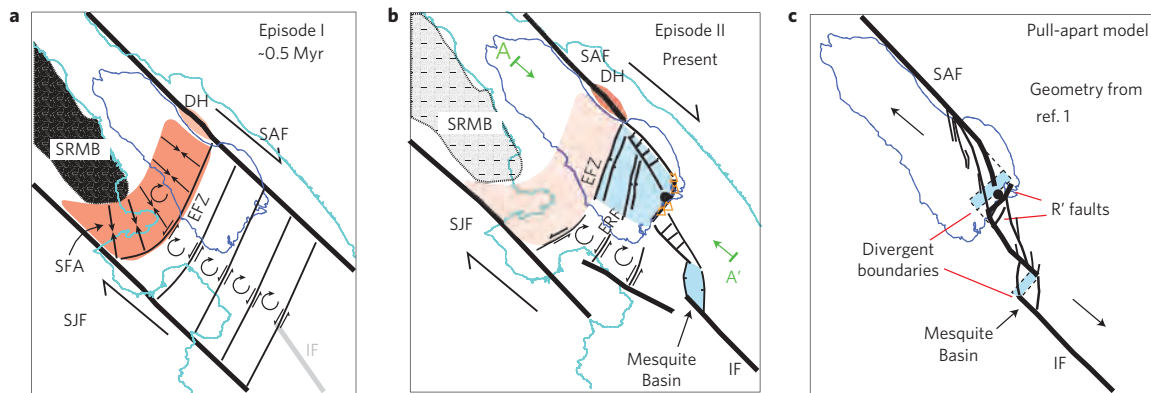 a
Episode I
~0.5 Myr
DH
SAF
SRMB
EFZ
SFA
SJF
IF
b
Episode II
Present
A
SAF
DH
SRMB
EFZ
SJF
ERF
A'
Mesquite
Basin
IF
c
Pull-apart model
SAF
Geometry from
ref. 1
R' faults
Divergent
boundaries
Mesquite
Basin
IF